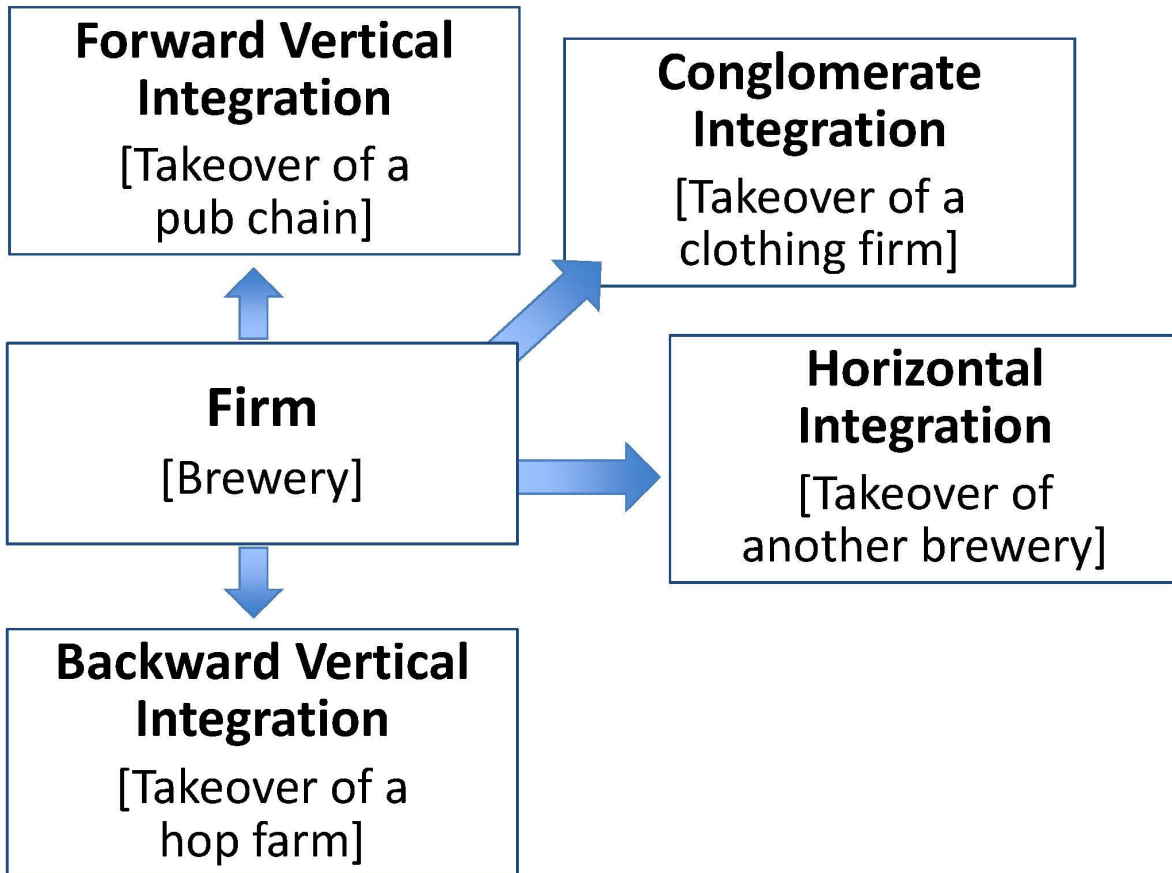 Forward Vertical
Integration
[Takeover of a
pub chain]
Conglomerate
Integration
[Takeover of a
clothing firm]
Firm
[Brewery]
Horizontal
Integration
[Takeover of
another brewery]
Backward Vertical
Integration
[Takeover of a
hop farm]